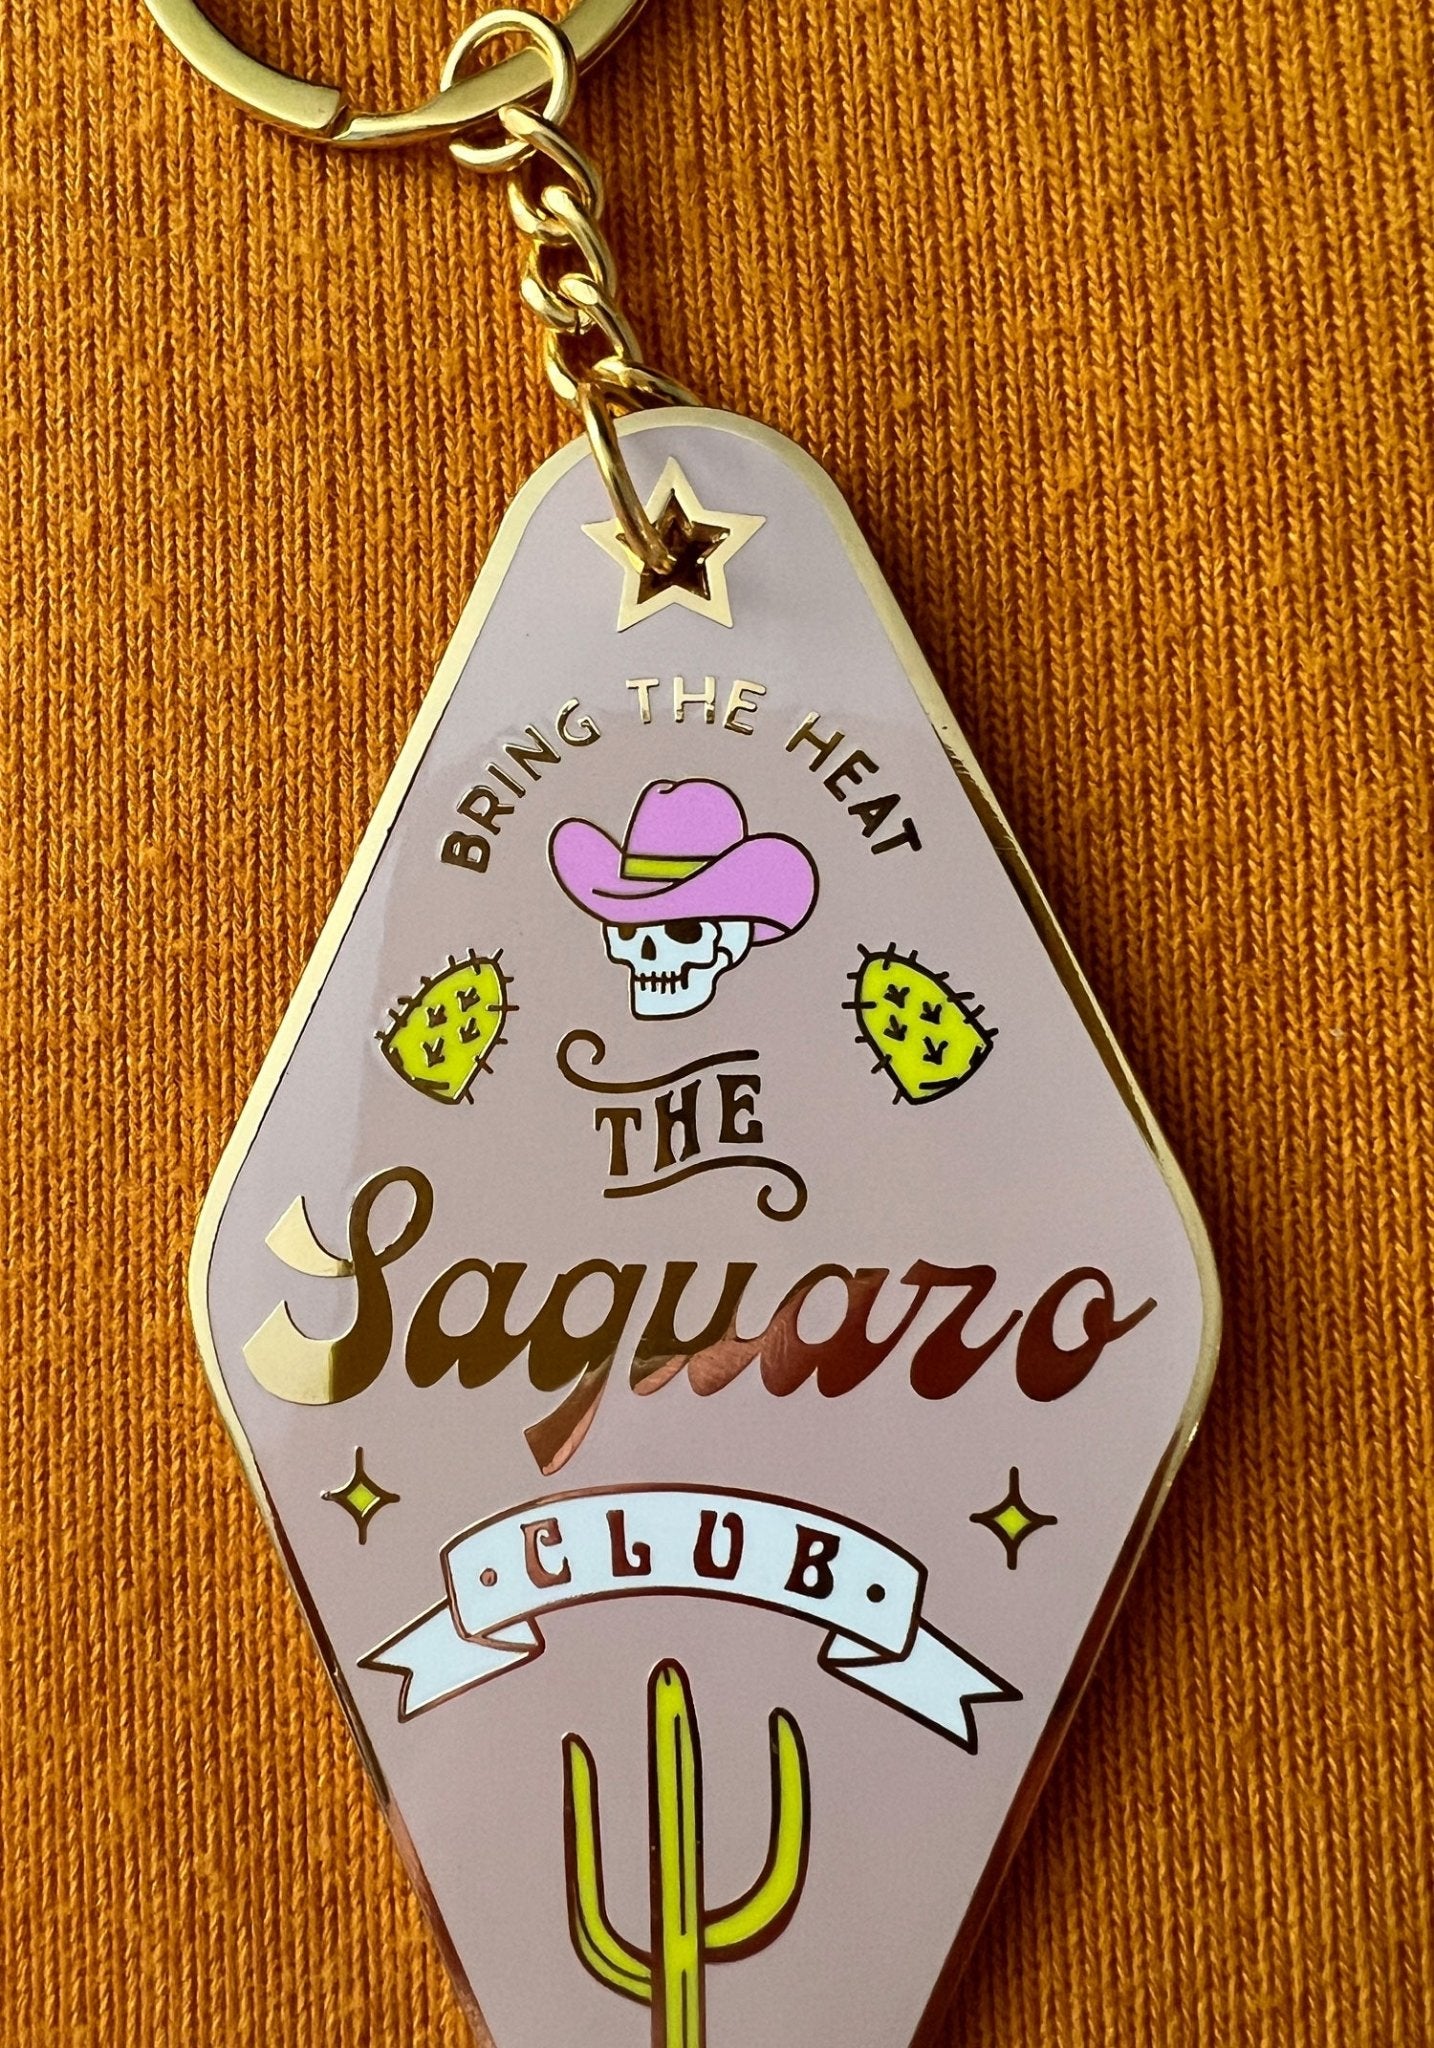 BRING THE HEAT
THE
Saguaro
·CLUB·